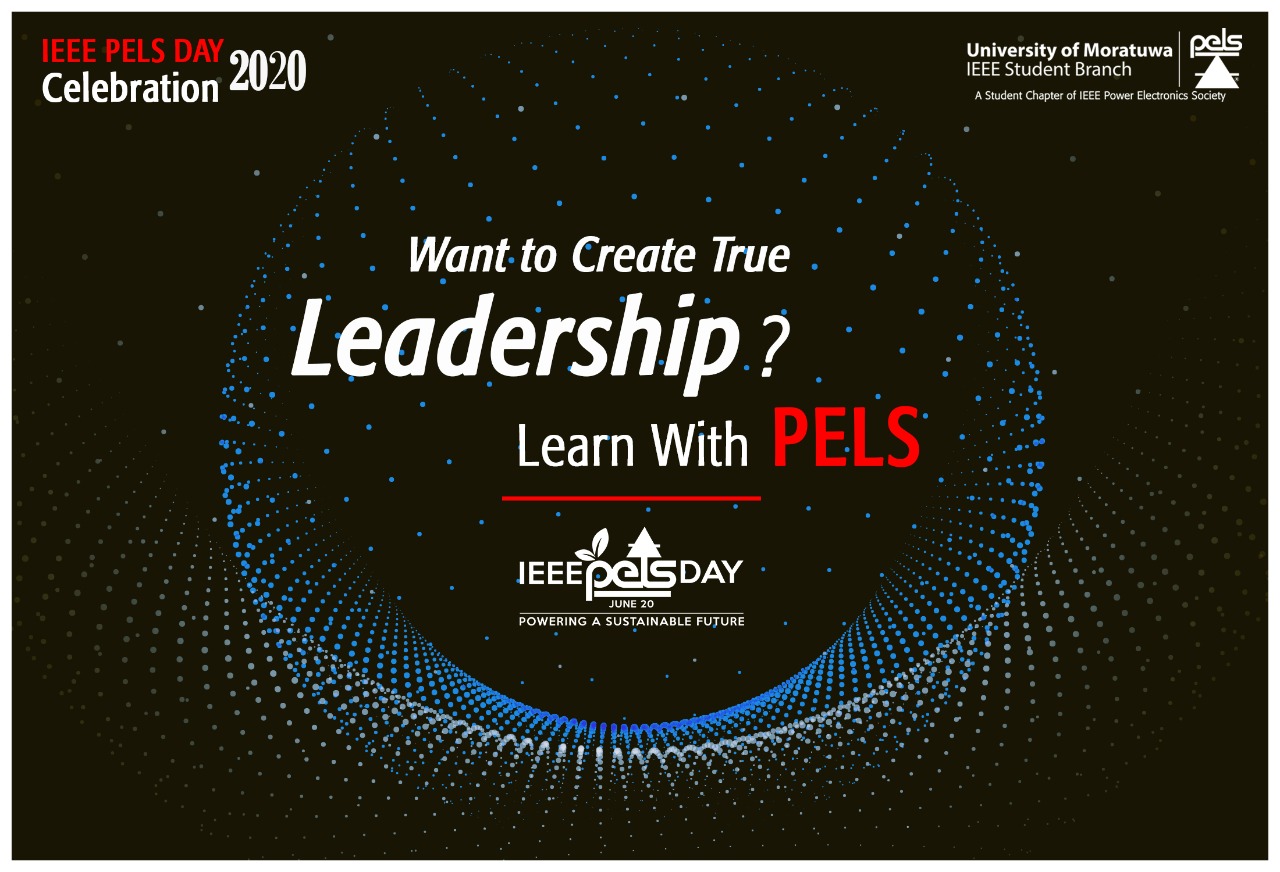 IEEE PELS DAY
Celebration 2020
University of Moratuwa
IEEE Student Branch
pels
A Student Chapter of IEEE Power Electronics Society
Want to Create True
Leadership ?
Learn With PELS
IEEE pels DAY
JUNE 20
POWERING A SUSTAINABLE FUTURE